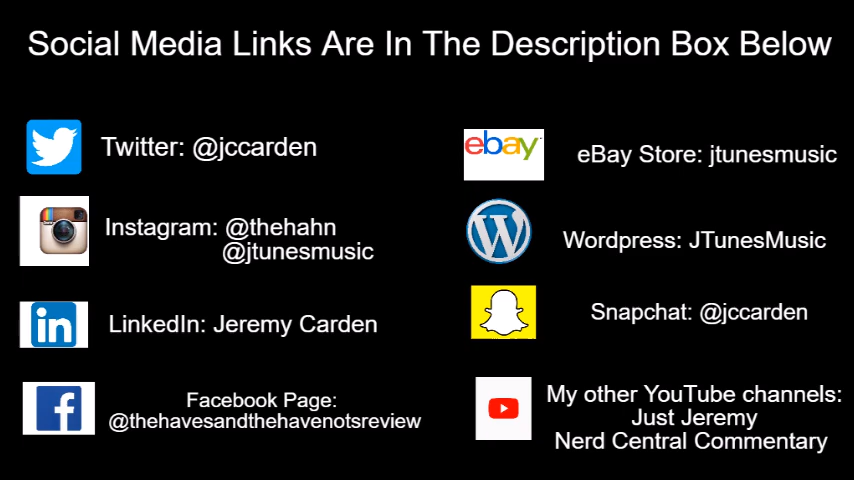 Social Media Links Are In The Description Box Below
Twitter: @jccarden
Instagram: @thehahn
@jtunesmusic
in
LinkedIn: Jeremy Carden
f
Facebook Page:
@thehavesandthehavenotsreview
ebay
eBay Store: jtunesmusic
W
Wordpress: JTunesMusic
Snapchat: @jccarden
My other YouTube channels:
Just Jeremy
Nerd Central Commentary